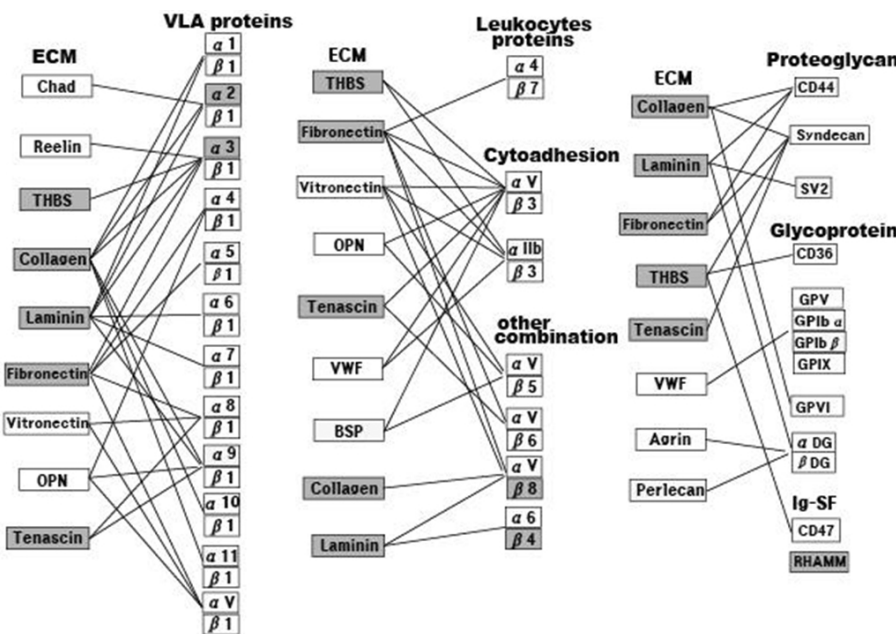 VLA proteins
ECM
Chad
Reelin
THBS
Collagen
Laminin
Fibronectin
Vitronectin
OPN
Tenascin
α 1
β 1
α 2
β 1
α 3
β 1
α 4
β 1
α 5
β 1
α 6
β 1
α 7
β 1
α 8
β 1
α 9
β 1
α 10
β 1
α 11
β 1
α V
β 1
ECM
THBS
Fibronectin
Vitronectin
OPN
Tenascin
VWF
BSP
Collagen
Laminin
Leukocytes
proteins
α 4
β 7
Cytoadhesion
α V
β 3
α IIb
β 3
other
combination
α V
β 5
α V
β 6
α V
β 8
α 6
β 4
ECM
Collagen
Laminin
Fibronectin
THBS
Tenascin
VWF
Agrin
Perlecan
Proteoglycan
CD44
Syndecan
SV2
Glycoprotein
CD36
GPV
GPIb α
GPIb β
GPIX
GPVI
α DG
β DG
Ig-SF
CD47
RHAMM